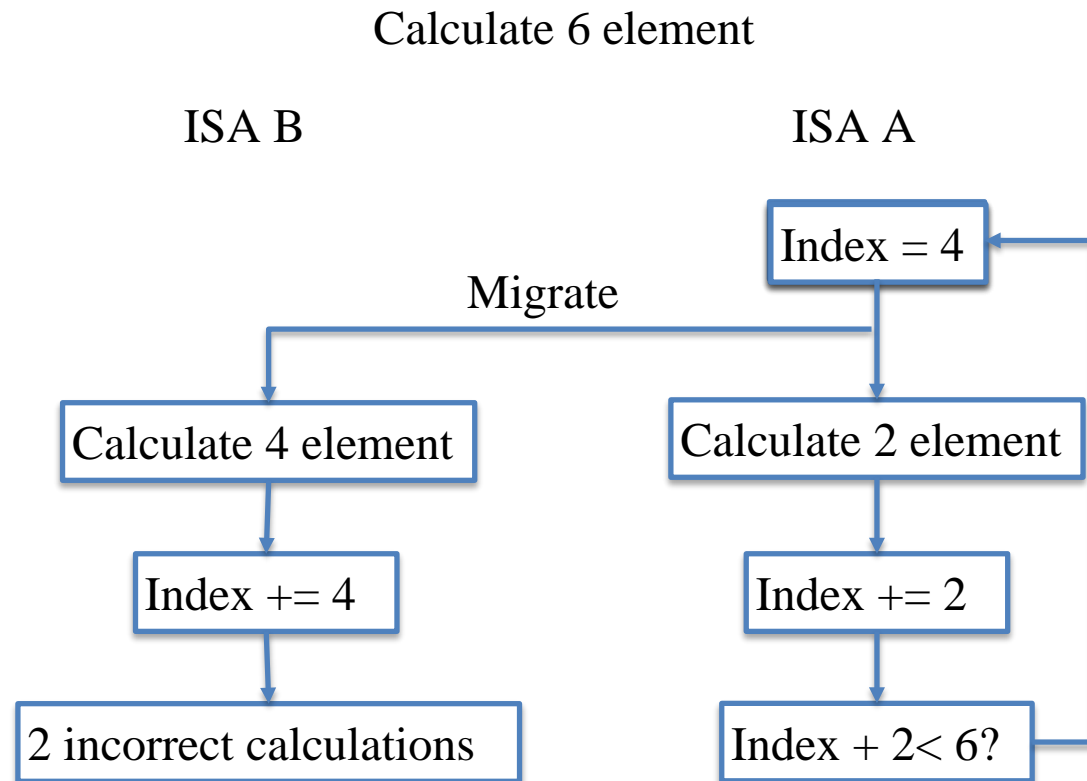 Calculate 6 element
ISA B
ISA A
Index = 4
Migrate
Calculate 4 element
Calculate 2 element
Index += 4
Index += 2
2 incorrect calculations
Index + 2< 6?